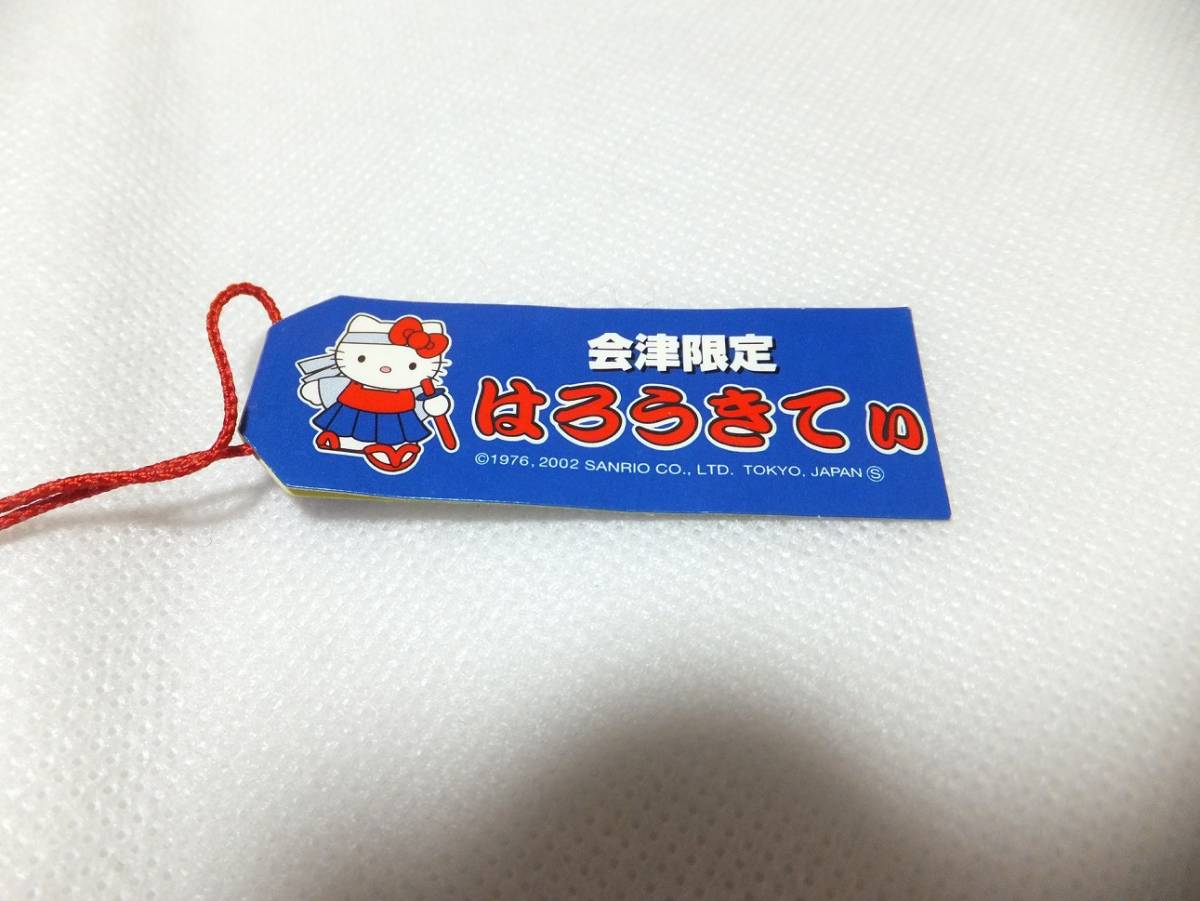 会津限定
はろうきてぃ
©1976, 2002 SANRIO CO., LTD. TOKYO, JAPAN Ⓢ